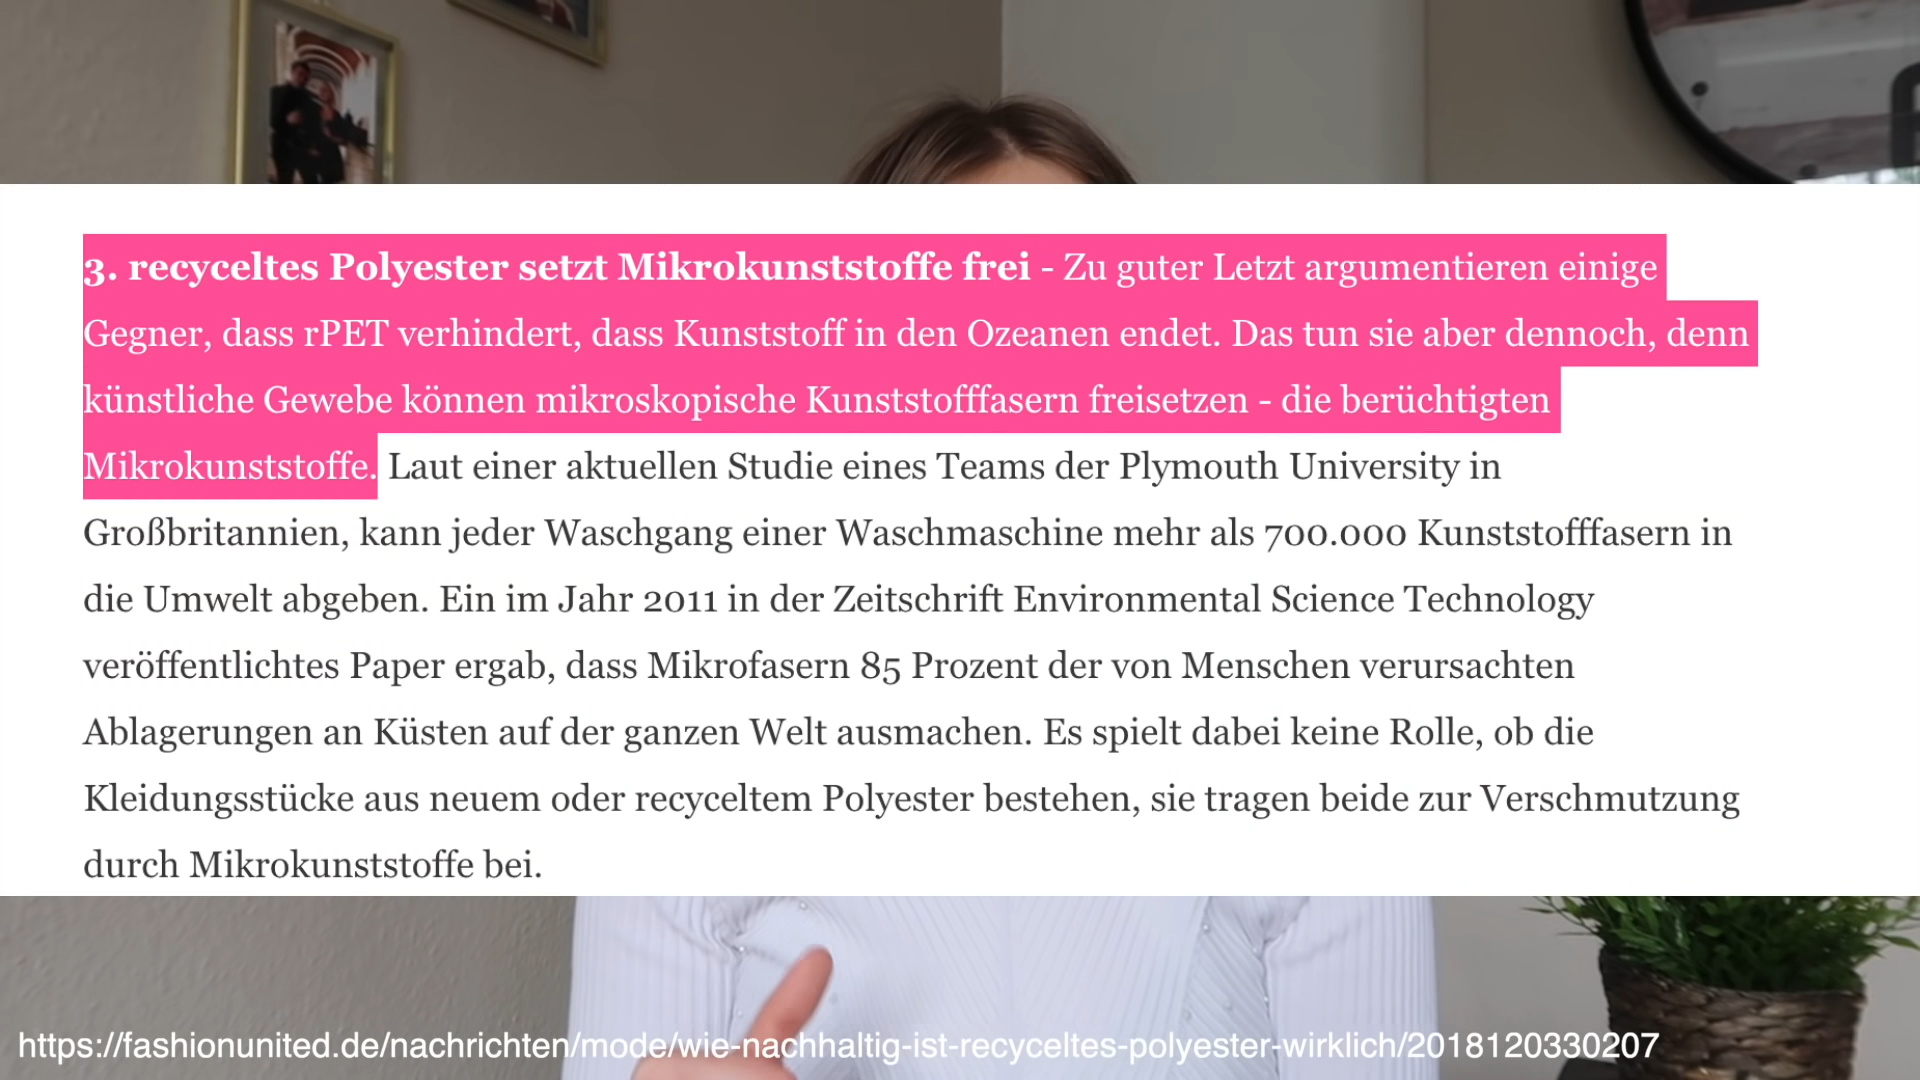 3. recyceltes Polyester setzt Mikrokunststoffe frei - Zu guter Letzt argumentieren einige
Gegner, dass rPET verhindert, dass Kunststoff in den Ozeanen endet. Das tun sie aber dennoch, denn
künstliche Gewebe können mikroskopische Kunststofffasern freisetzen - die berüchtigten
Mikrokunststoffe. Laut einer aktuellen Studie eines Teams der Plymouth University in
Großbritannien, kann jeder Waschgang einer Waschmaschine mehr als 700.000 Kunststofffasern in
die Umwelt abgeben. Ein im Jahr 2011 in der Zeitschrift Environmental Science Technology
veröffentlichtes Paper ergab, dass Mikrofasern 85 Prozent der von Menschen verursachten
Ablagerungen an Küsten auf der ganzen Welt ausmachen. Es spielt dabei keine Rolle, ob die
Kleidungsstücke aus neuem oder recyceltem Polyester bestehen, sie tragen beide zur Verschmutzung
durch Mikrokunststoffe bei.
https://fashionunited.de/nachrichten/mode/wie-nachhaltig-ist-recyceltes-polyester-wirklich/2018120330207